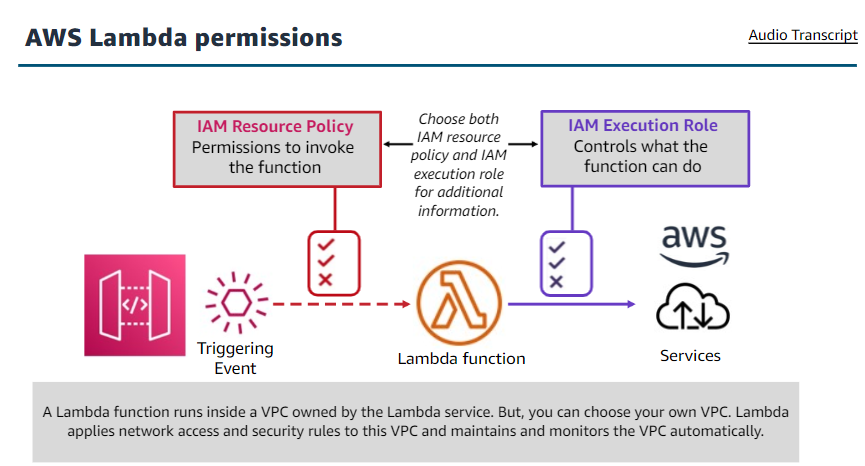 AWS Lambda permissions
Audio Transcript
IAM Resource Policy
Permissions to invoke
the function
Choose both
IAM resource
policy and IAM
execution role
for additional
information.
IAM Execution Role
Controls what the
function can do
aws
</>
Triggering
Event
Lambda function
Services
A Lambda function runs inside a VPC owned by the Lambda service. But, you can choose your own VPC. Lambda
applies network access and security rules to this VPC and maintains and monitors the VPC automatically.